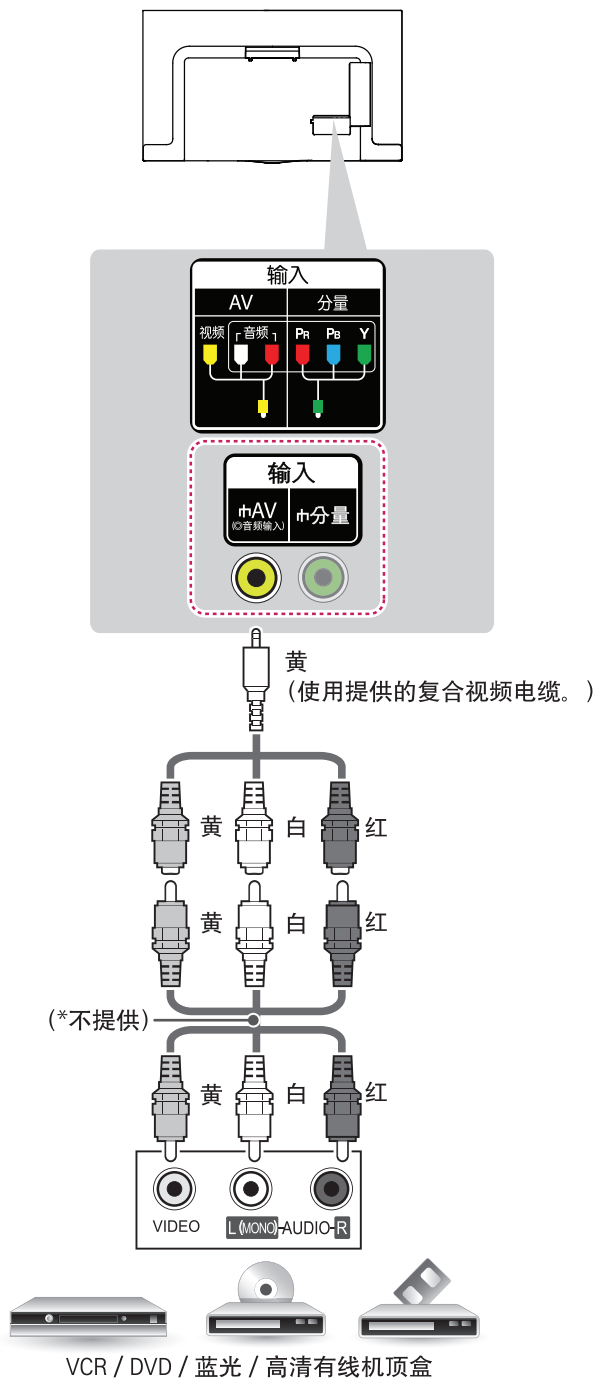 输入
AV 分量
视频 ┌音频┐ PR PB Y
输入
AV 分量
(音频输入)
黄
(使用提供的复合视频电缆。)
黄 白 红
黄 白 红
(*不提供)
黄 白 红
VIDEO L(MONO)-AUDIO-R
VCR / DVD / 蓝光 / 高清有线机顶盒